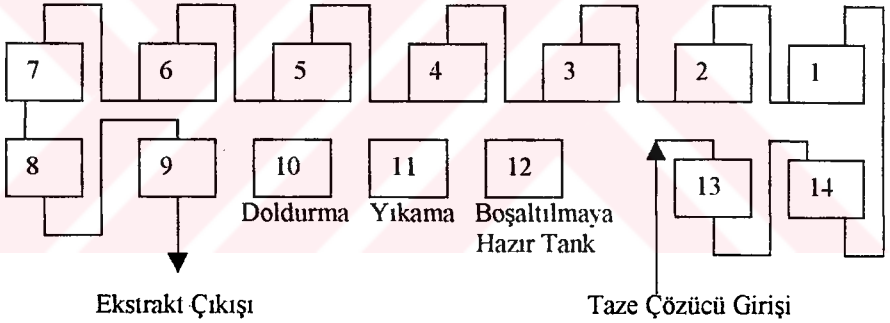 7 6 5 4 3 2 1
8 9 10 11 12 13 14
Doldurma Yıkama Boşaltılmaya
Hazır Tank
Ekstrakt Çıkışı Taze Çözücü Girişi